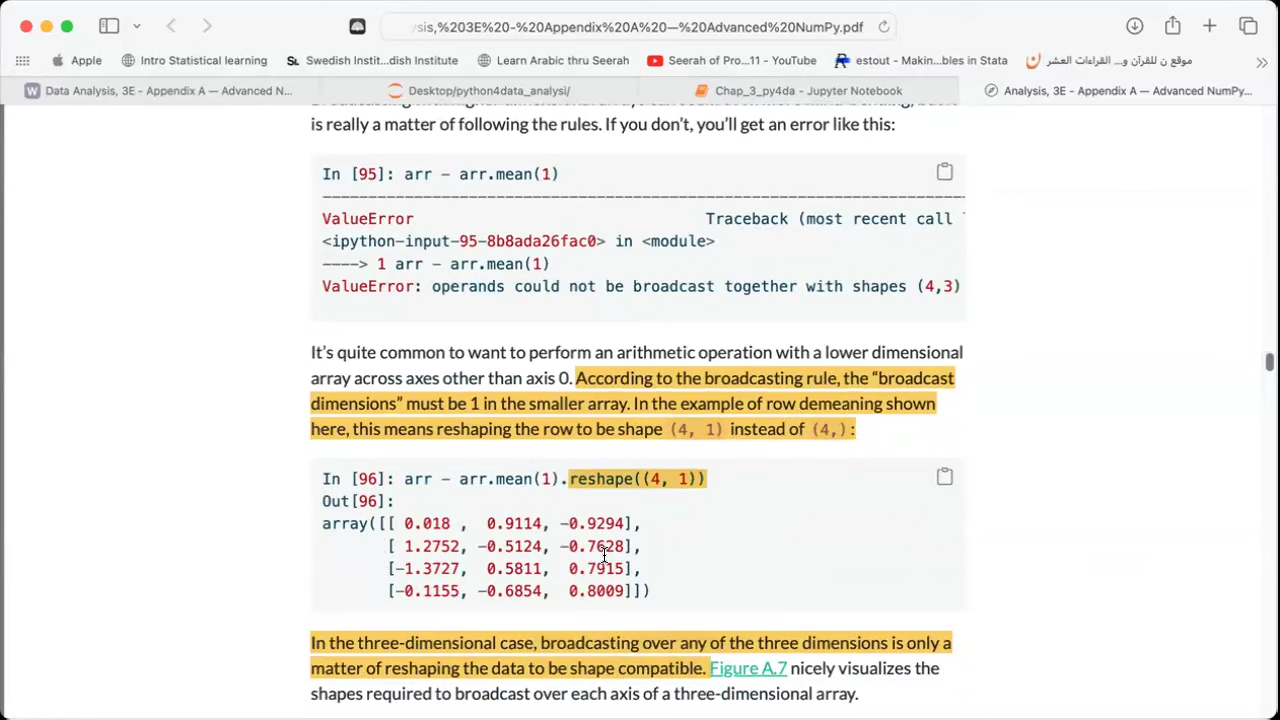 ysis,%203E%20-%20Appendix%20A%20—%20Advanced%20NumPy.pdf
Apple
Intro Statistical learning
SL Swedish Instit...dish Institute
Learn Arabic thru Seerah
Seerah of Pro...11 - YouTube
estout - Makin...bles in Stata
موقع ن للقرآن و... القراءات العشر
W Data Analysis, 3E - Appendix A — Advanced N...
Desktop/python4data_analysi/
Chap_3_py4da - Jupyter Notebook
Analysis, 3E - Appendix A — Advanced NumPy...
is really a matter of following the rules. If you don't, you'll get an error like this:
In [95]: arr - arr.mean(1)
---------------------------------------------------------------------------
ValueError Traceback (most recent call
<ipython-input-95-8b8ada26fac0> in <module>
----> 1 arr - arr.mean(1)
ValueError: operands could not be broadcast together with shapes (4,3)
It's quite common to want to perform an arithmetic operation with a lower dimensional
array across axes other than axis 0. According to the broadcasting rule, the “broadcast
dimensions” must be 1 in the smaller array. In the example of row demeaning shown
here, this means reshaping the row to be shape (4, 1) instead of (4,):
In [96]: arr - arr.mean(1).reshape((4, 1))
Out[96]:
array([[ 0.018 , 0.9114, -0.9294],
[ 1.2752, -0.5124, -0.7628],
[-1.3727, 0.5811, 0.7915],
[-0.1155, -0.6854, 0.8009]])
In the three-dimensional case, broadcasting over any of the three dimensions is only a
matter of reshaping the data to be shape compatible. Figure A.7 nicely visualizes the
shapes required to broadcast over each axis of a three-dimensional array.